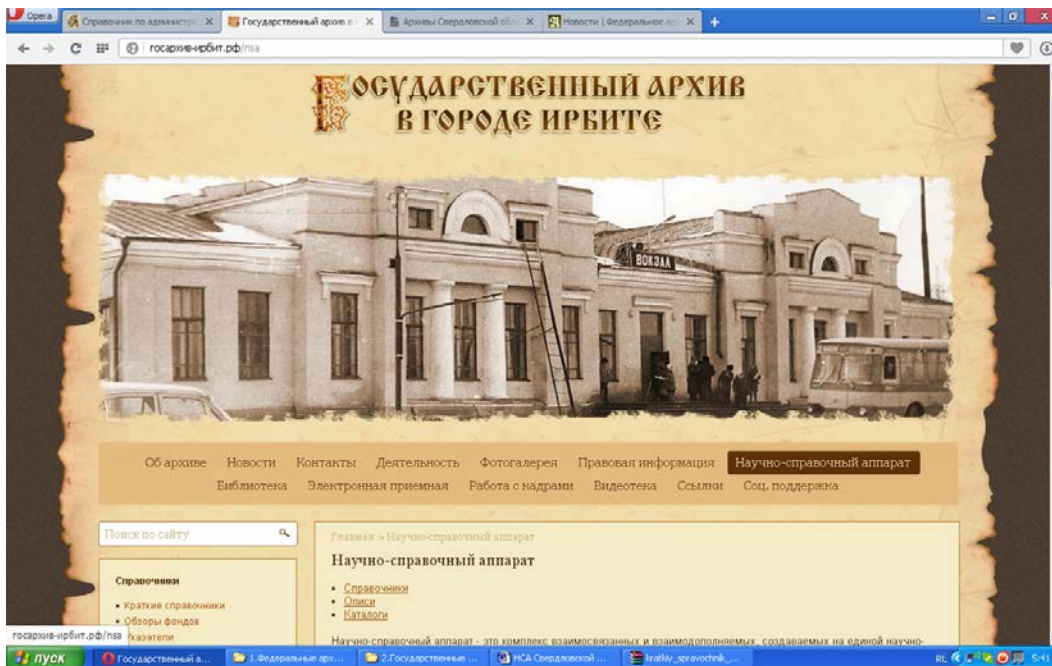 Opera
Справочник по администра
Государственный архив в
Архивы Свердловской обл
Новости | Федеральное
госархив-ирбит.рф/nsa
ГОСУДАРСТВЕННЫЙ АРХИВ
В ГОРОДЕ ИРБИТЕ
ВОКЗАЛ
Об архиве Новости Контакты Деятельность Фотогалерея Правовая информация Научно-справочный аппарат
Библиотека Электронная приемная Работа с кадрами Видеотека Ссылки Соц. поддержка
Поиск по сайту
Главная » Научно-справочный аппарат
Научно-справочный аппарат
• Справочники
• Описи
• Каталоги
Научно-справочный аппарат - это комплекс взаимосвязанных и взаимодополняемых, создаваемых на единой научно-
Справочники
• Краткие справочники
• Обзоры фондов
Указатели
госархив-ирбит.рф/nsa
пуск
Государственный а...
1.Федеральные арх...
2.Государственные ...
НСА Свердловской ...
kratkiy_spravochnik_...
RL
5:41